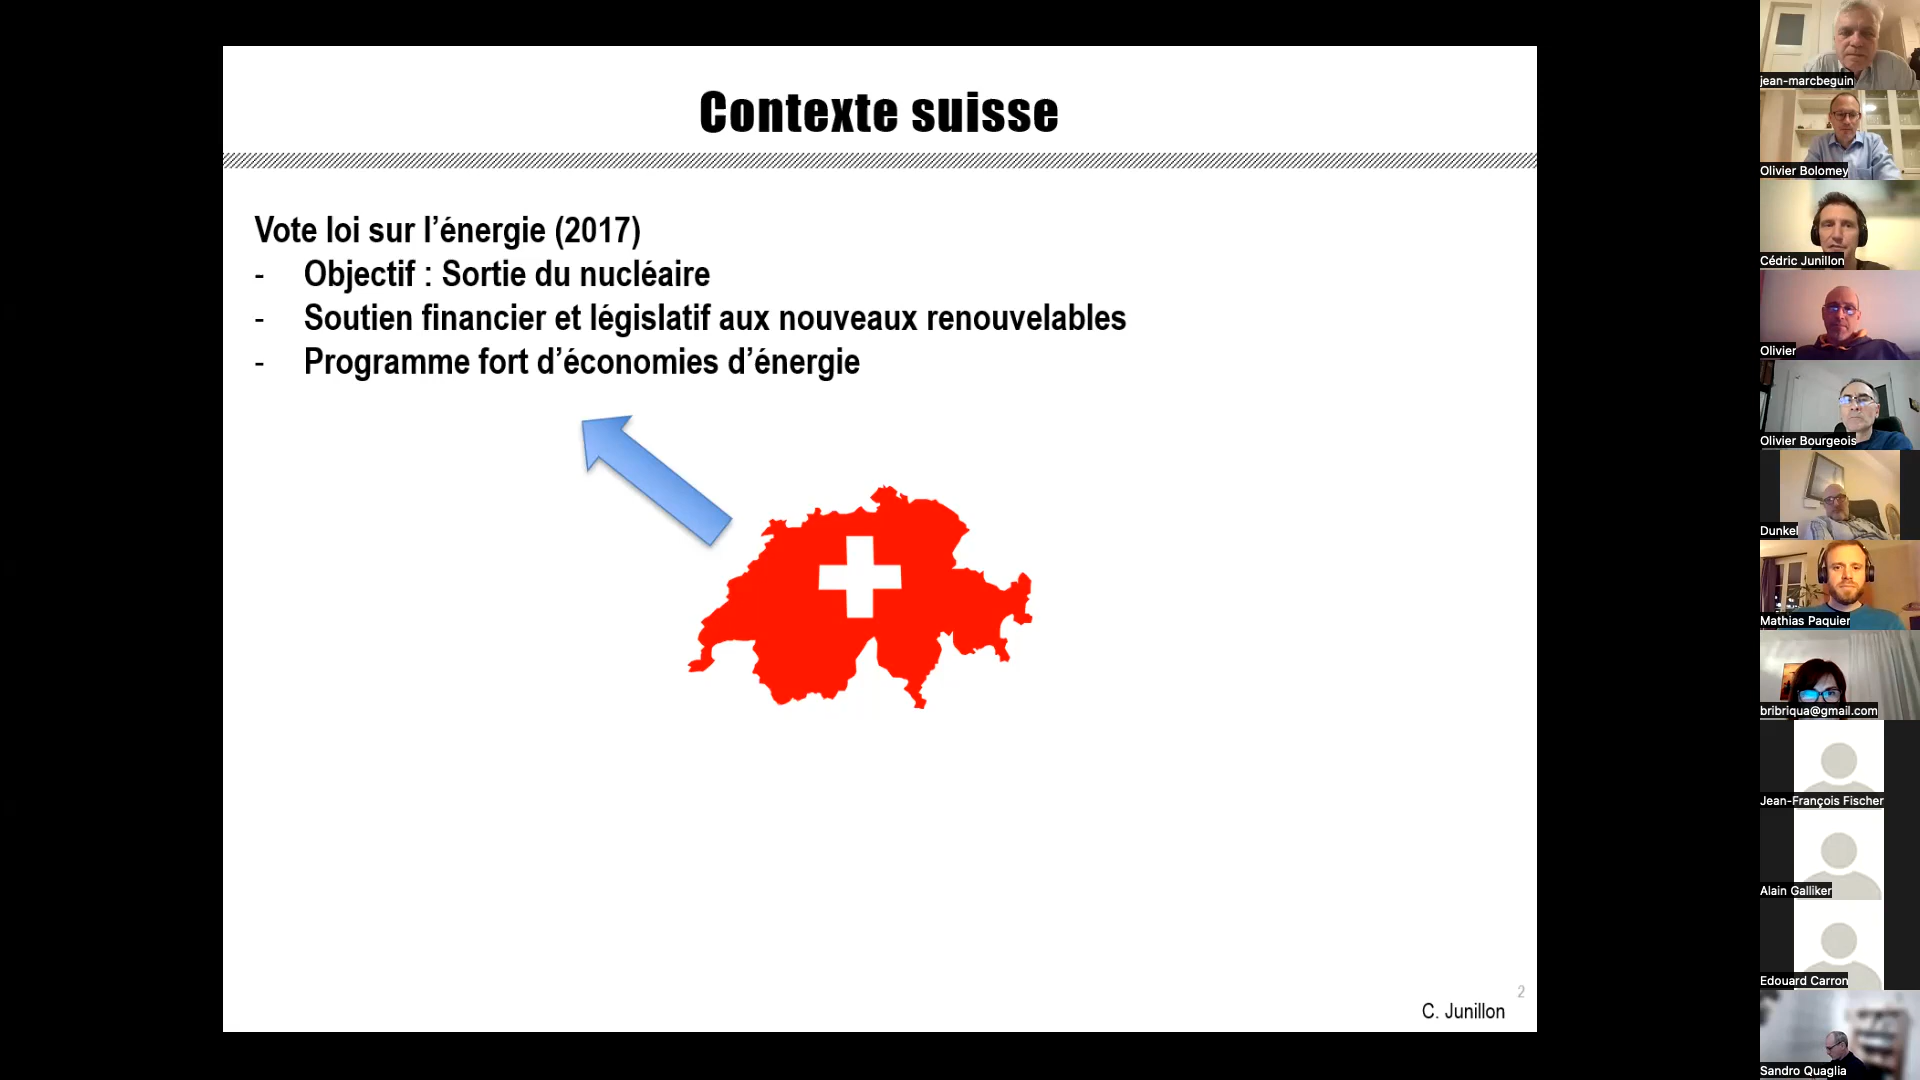 Contexte suisse
Vote loi sur l’énergie (2017)
- Objectif : Sortie du nucléaire
- Soutien financier et législatif aux nouveaux renouvelables
- Programme fort d’économies d’énergie
2
C. Junillon
jean-marcbeguin
Olivier Bolomey
Cédric Junillon
Olivier
Olivier Bourgeois
Dunkel
Mathias Paquier
bribriqua@gmail.com
Jean-François Fischer
Alain Galliker
Edouard Carron
Sandro Quaglia